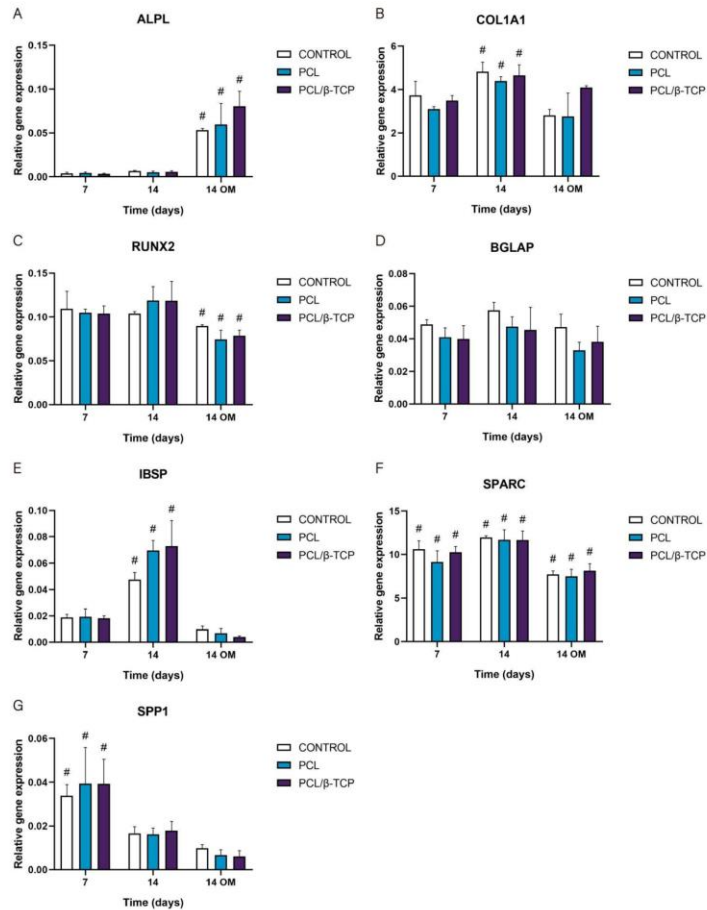 A
ALPL
Relative gene expression
0.15
0.10
0.05
0.00
# # #
7 14 14 OM
Time (days)
CONTROL
PCL
PCL/β-TCP
B
COL1A1
Relative gene expression
6
4
2
0
# # #
7 14 14 OM
Time (days)
CONTROL
PCL
PCL/β-TCP
C
RUNX2
Relative gene expression
0.15
0.10
0.05
0.00
# # #
7 14 14 OM
Time (days)
CONTROL
PCL
PCL/β-TCP
D
BGLAP
Relative gene expression
0.08
0.06
0.04
0.02
0.00
7 14 14 OM
Time (days)
CONTROL
PCL
PCL/β-TCP
E
IBSP
Relative gene expression
0.10
0.08
0.06
0.04
0.02
0.00
# # #
7 14 14 OM
Time (days)
CONTROL
PCL
PCL/β-TCP
F
SPARC
Relative gene expression
15
10
5
0
# # # # # # # # #
7 14 14 OM
Time (days)
CONTROL
PCL
PCL/β-TCP
G
SPP1
Relative gene expression
0.06
0.04
0.02
0.00
# # #
7 14 14 OM
Time (days)
CONTROL
PCL
PCL/β-TCP